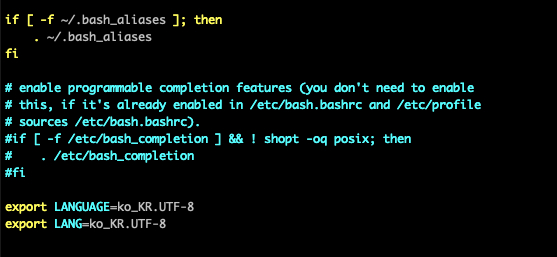 if [ -f ~/.bash_aliases ]; then
    . ~/.bash_aliases
fi
# enable programmable completion features (you don't need to enable
# this, if it's already enabled in /etc/bash.bashrc and /etc/profile
# sources /etc/bash.bashrc).
#if [ -f /etc/bash_completion ] && ! shopt -oq posix; then
#    . /etc/bash_completion
#fi
export LANGUAGE=ko_KR.UTF-8
export LANG=ko_KR.UTF-8